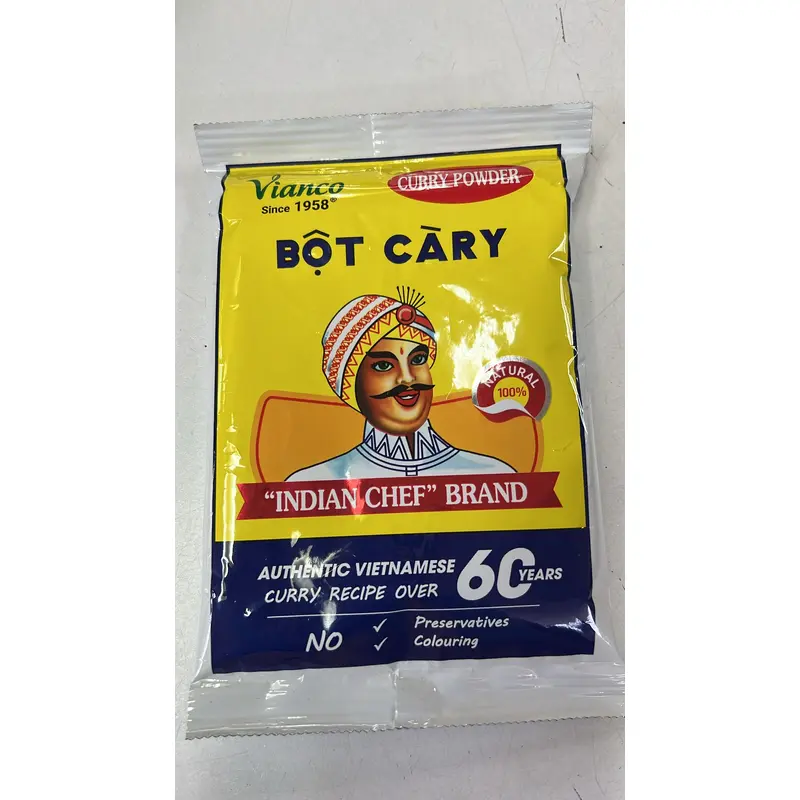 Vianco
Since 1958®
CURRY POWDER
BỘT CÀRY
NATURAL
100%
“INDIAN CHEF” BRAND
AUTHENTIC VIETNAMESE
CURRY RECIPE OVER 60 YEARS
NO ✓ Preservatives
✓ Colouring